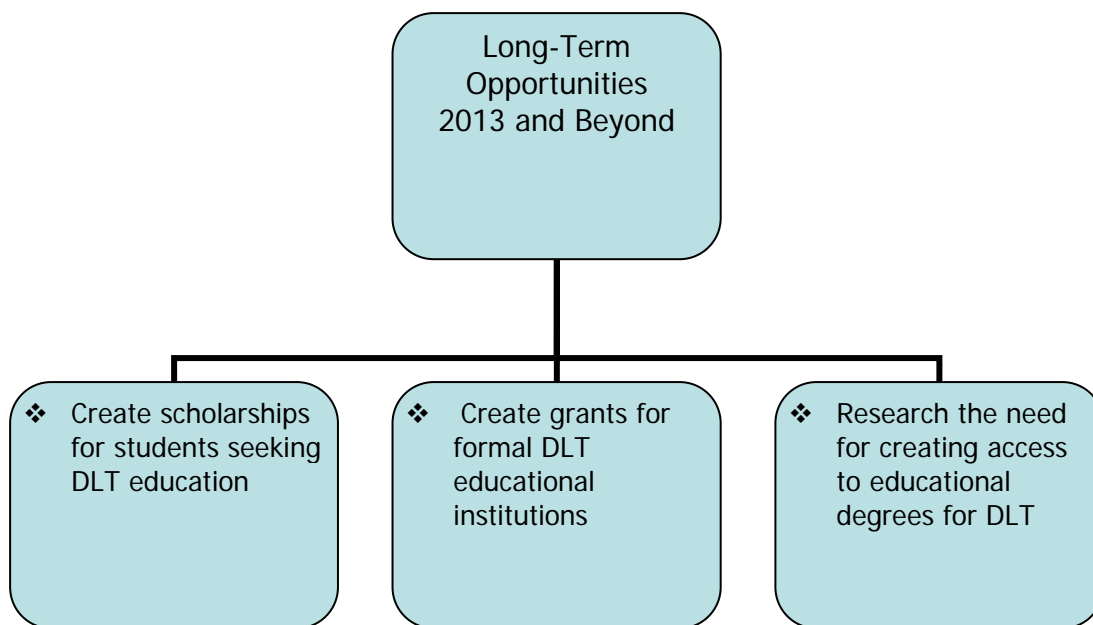 Long-Term
Opportunities
2013 and Beyond
❖ Create scholarships
for students seeking
DLT education
❖ Create grants for
formal DLT
educational
institutions
❖ Research the need
for creating access
to educational
degrees for DLT